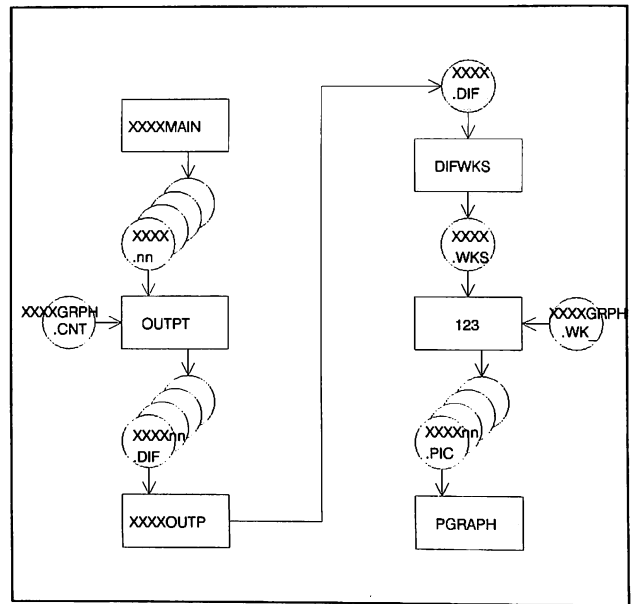 XXXXMAIN
XXXX
.nn
XXXXGRPH
.CNT
OUTPT
XXXXnn
.DIF
XXXXOUTP
XXXX
.DIF
DIFWKS
XXXX
.WKS
123
XXXXGRPH
.WK_
XXXXnn
.PIC
PGRAPH